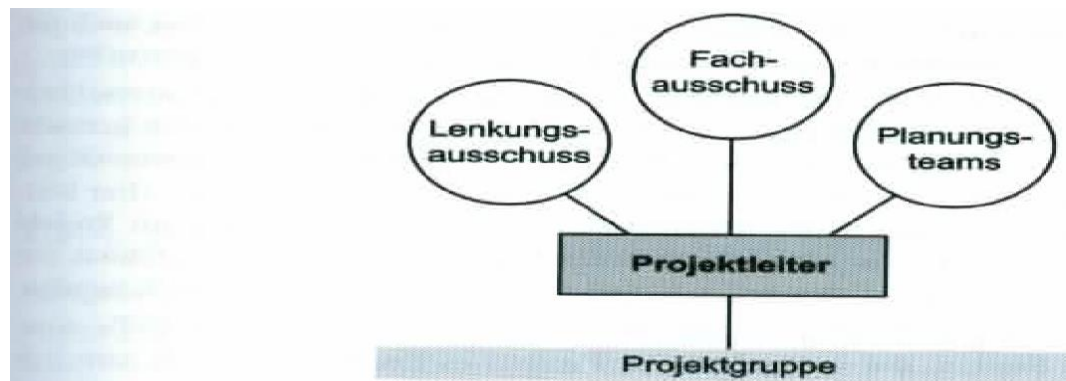 Fach-
ausschuss
Lenkungs-
ausschuss
Planungs-
teams
Projektleiter
Projektgruppe